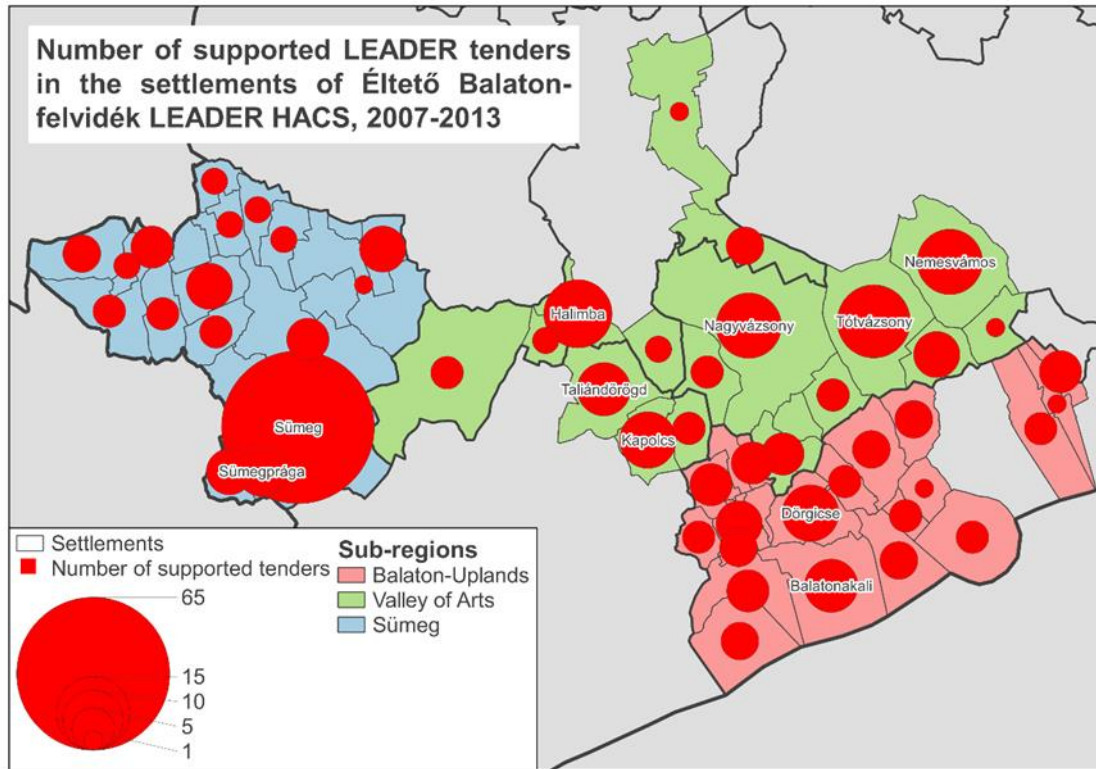 Number of supported LEADER tenders
in the settlements of Éltető Balaton-
felvidék LEADER HACS, 2007-2013
Nemesvámos
Halimba
Nagyvázsony
Tótvázsony
Taliándörögd
Sümeg
Kapolcs
Sümegprága
Dörgicse
Balatonakali
Settlements
Number of supported tenders
65
15
10
5
1
Sub-regions
Balaton-Uplands
Valley of Arts
Sümeg